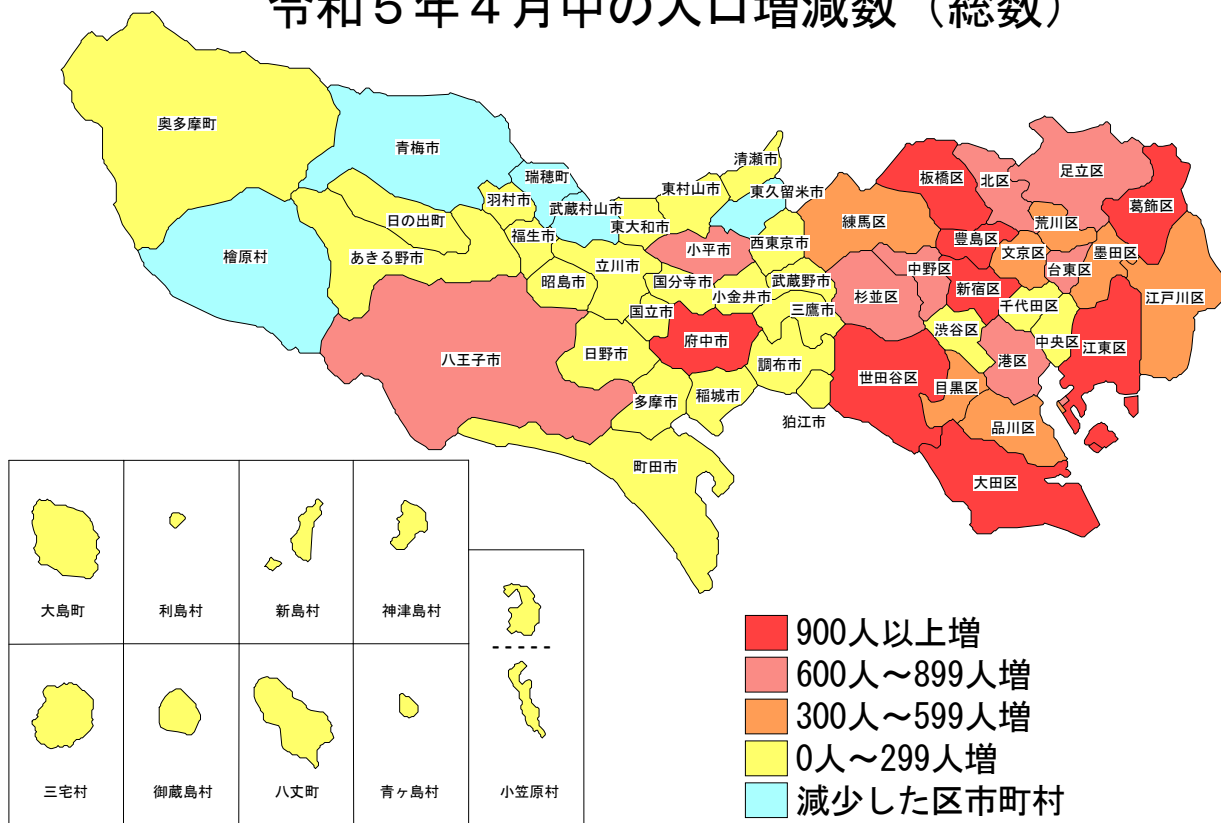 令和５年４月中の人口増減数（総数）
奥多摩町
青梅市
瑞穂町
羽村市
武蔵村山市
日の出町
檜原村
あきる野市
福生市
昭島市
立川市
東大和市
東村山市
清瀬市
東久留米市
小平市
西東京市
国分寺市
小金井市
武蔵野市
三鷹市
国立市
府中市
調布市
狛江市
八王子市
日野市
多摩市
稲城市
町田市
練馬区
板橋区
北区
足立区
葛飾区
荒川区
豊島区
文京区
墨田区
台東区
中野区
杉並区
新宿区
千代田区
江戸川区
渋谷区
中央区
江東区
港区
世田谷区
目黒区
品川区
大田区
大島町
利島村
新島村
神津島村
三宅村
御蔵島村
八丈町
青ヶ島村
小笠原村
900人以上増
600人～899人増
300人～599人増
0人～299人増
減少した区市町村